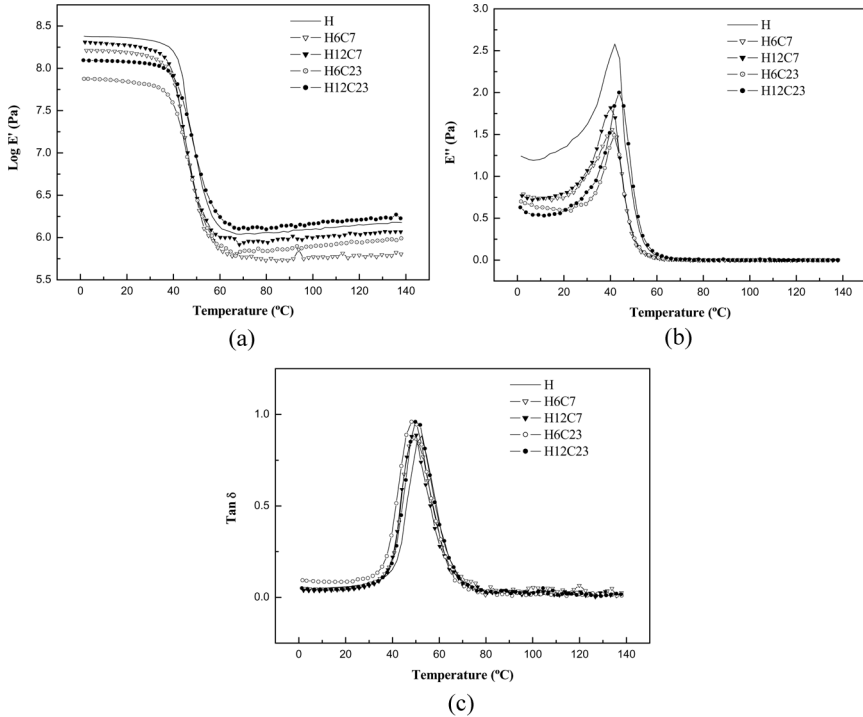 H
H6C7
H12C7
H6C23
H12C23
8.5
8.0
7.5
7.0
6.5
6.0
5.5
Log E' (Pa)
0 20 40 60 80 100 120 140
Temperature (ºC)
(a)
H
H6C7
H12C7
H6C23
H12C23
3.0
2.5
2.0
1.5
1.0
0.5
0.0
E" (Pa)
0 20 40 60 80 100 120 140
Temperature (ºC)
(b)
H
H6C7
H12C7
H6C23
H12C23
1.0
0.5
0.0
Tan δ
0 20 40 60 80 100 120 140
Temperature (ºC)
(c)